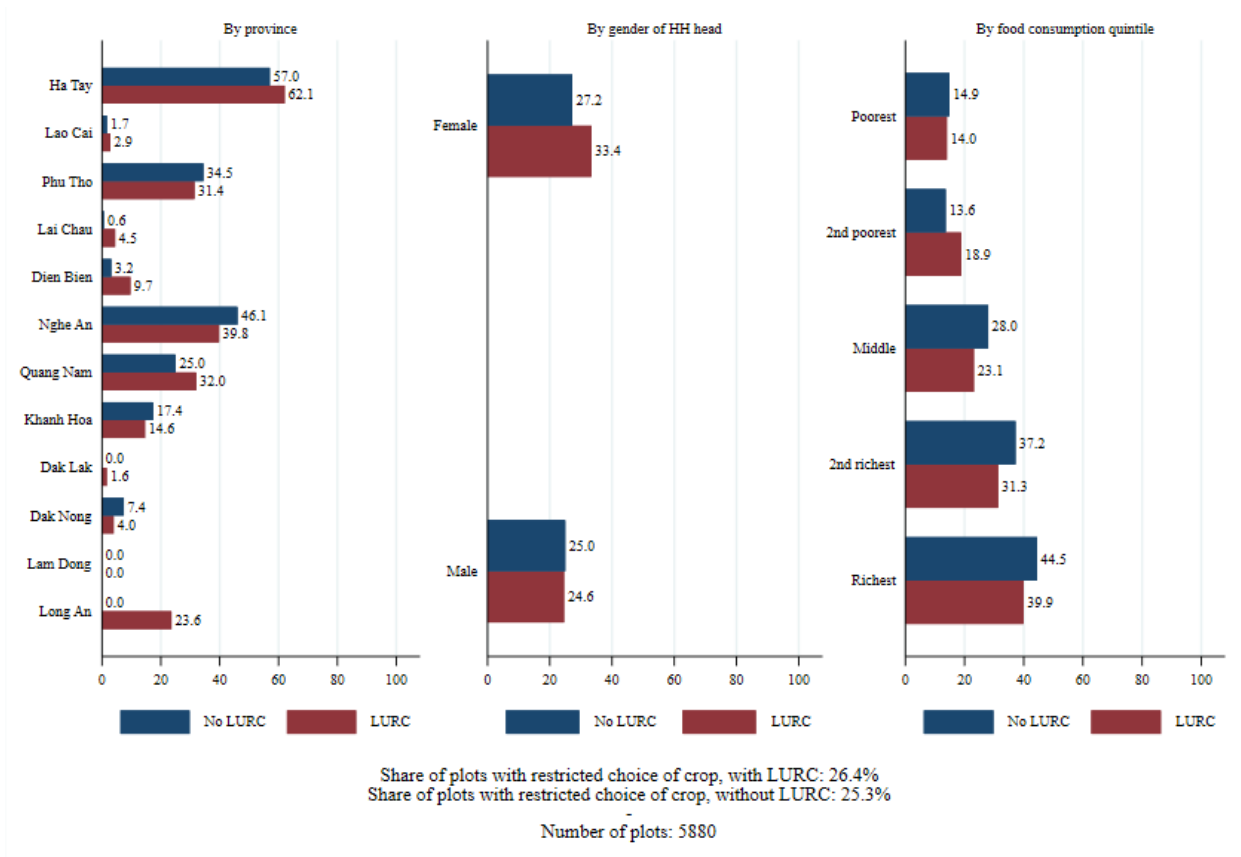 By province
Ha Tay
57.0
62.1
Lao Cai
1.7
2.9
Phu Tho
34.5
31.4
Lai Chau
0.6
4.5
Dien Bien
3.2
9.7
Nghe An
46.1
39.8
Quang Nam
25.0
32.0
Khanh Hoa
17.4
14.6
Dak Lak
0.0
1.6
Dak Nong
7.4
4.0
Lam Dong
0.0
0.0
Long An
0.0
23.6
0 20 40 60 80 100
No LURC LURC
By gender of HH head
Female
27.2
33.4
Male
25.0
24.6
0 20 40 60 80 100
No LURC LURC
By food consumption quintile
Poorest
14.9
14.0
2nd poorest
13.6
18.9
Middle
28.0
23.1
2nd richest
37.2
31.3
Richest
44.5
39.9
0 20 40 60 80 100
No LURC LURC
Share of plots with restricted choice of crop, with LURC: 26.4%
Share of plots with restricted choice of crop, without LURC: 25.3%
-
Number of plots: 5880